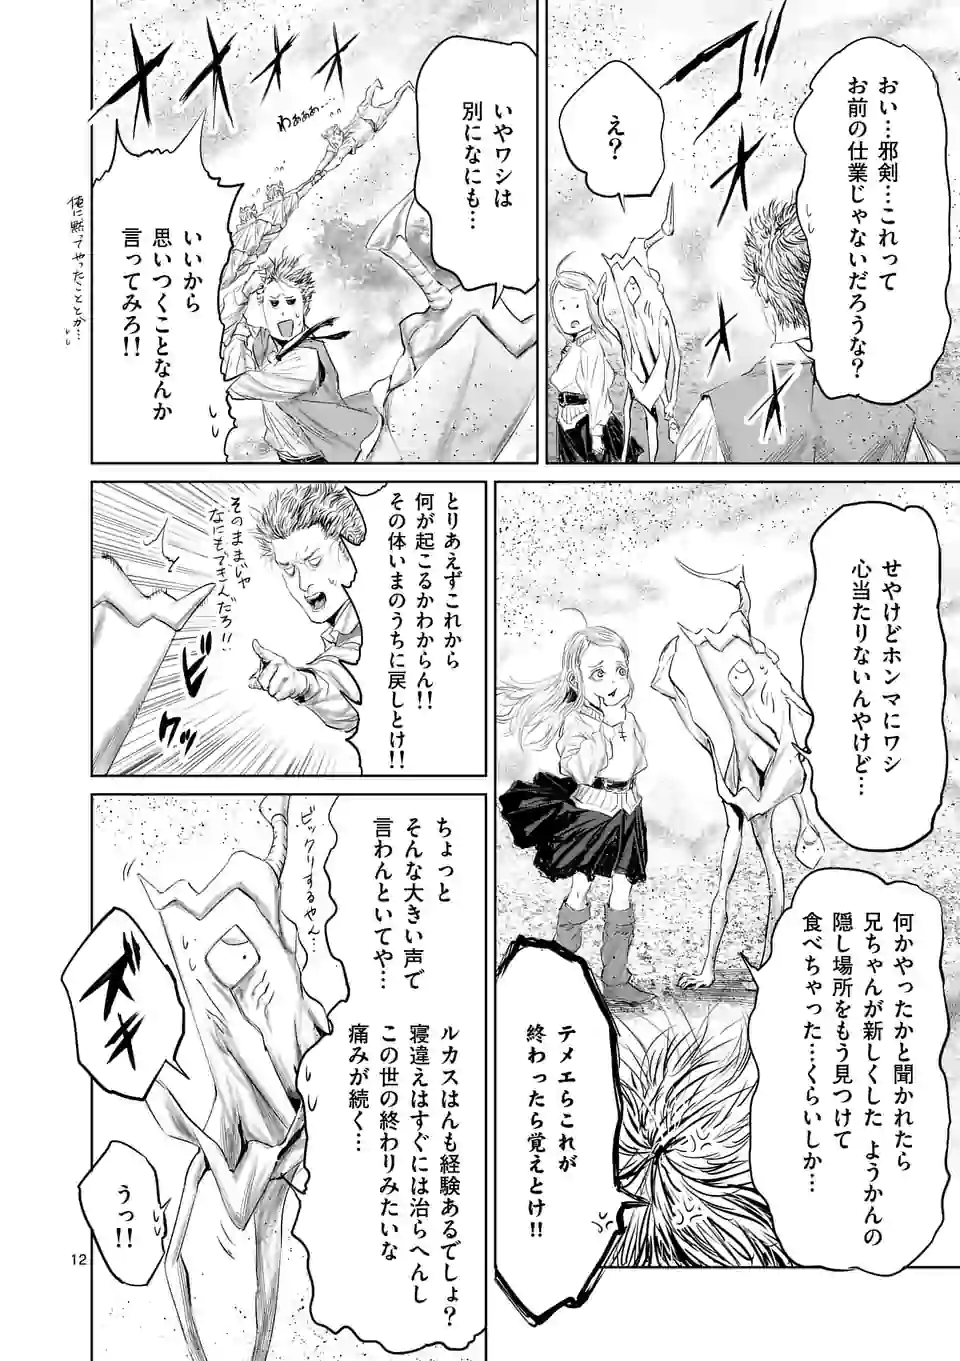 おい…邪剣…これって
お前の仕業じゃないだろうな？
え？
いやワシは
別になにも…
わぁぁぁぁ…
いいから
思いつくことなんか
言ってみろ!!
俺に黙てやったこととか…
せやけどホンマにワシ
心当たりないんやけど…
何かやったかと聞かれたら
兄ちゃんが新しくした ようかんの
隠し場所をもう見つけて
食べちゃった…くらいしか…
テメエらこれが
終わったら覚えとけ!!
とりあえずこれから
何が起こるかわからん!!
その体いまのうちに戻しとけ!!
そのままじゃ
なにもできんだろ!!
ビシ
ちょっと
そんな大きい声で
言わんといてや…
ビックリするやん…
ルカスはんも経験あるでしょ？
寝違えはすぐには治らへんし
この世の終わりみたいな
痛みが続く…
ズキ
うっ!!
12